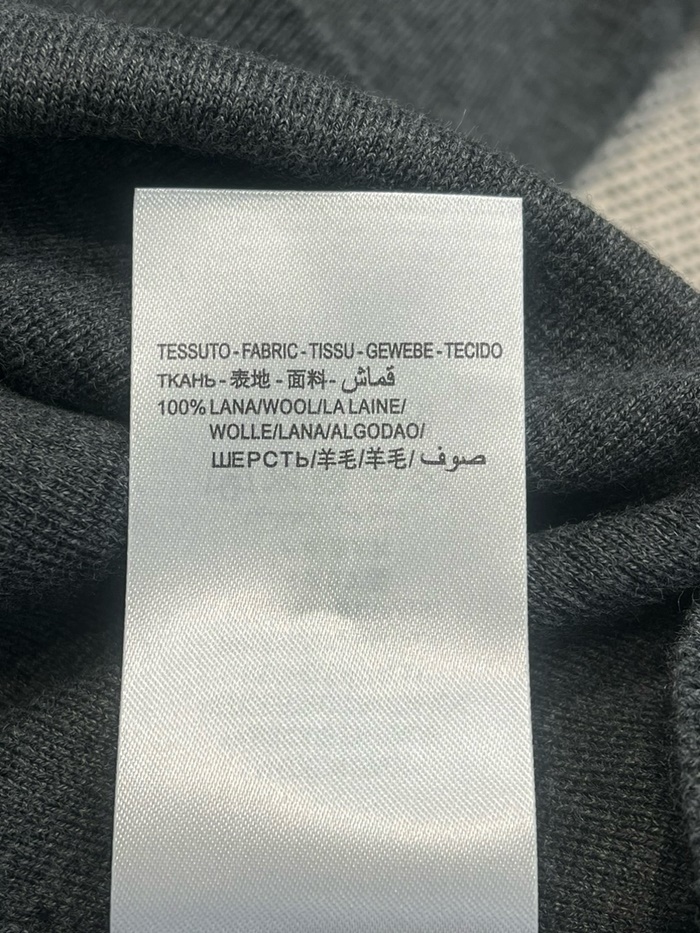 TESSUTO - FABRIC - TISSU - GEWEBE - TECIDO
ТКАНЬ - 表地 - 面料 - قماش
100% LANA/WOOL/LA LAINE/
WOLLE/LANA/ALGODAO/
ШЕРСТЬ/羊毛/羊毛/ صوف